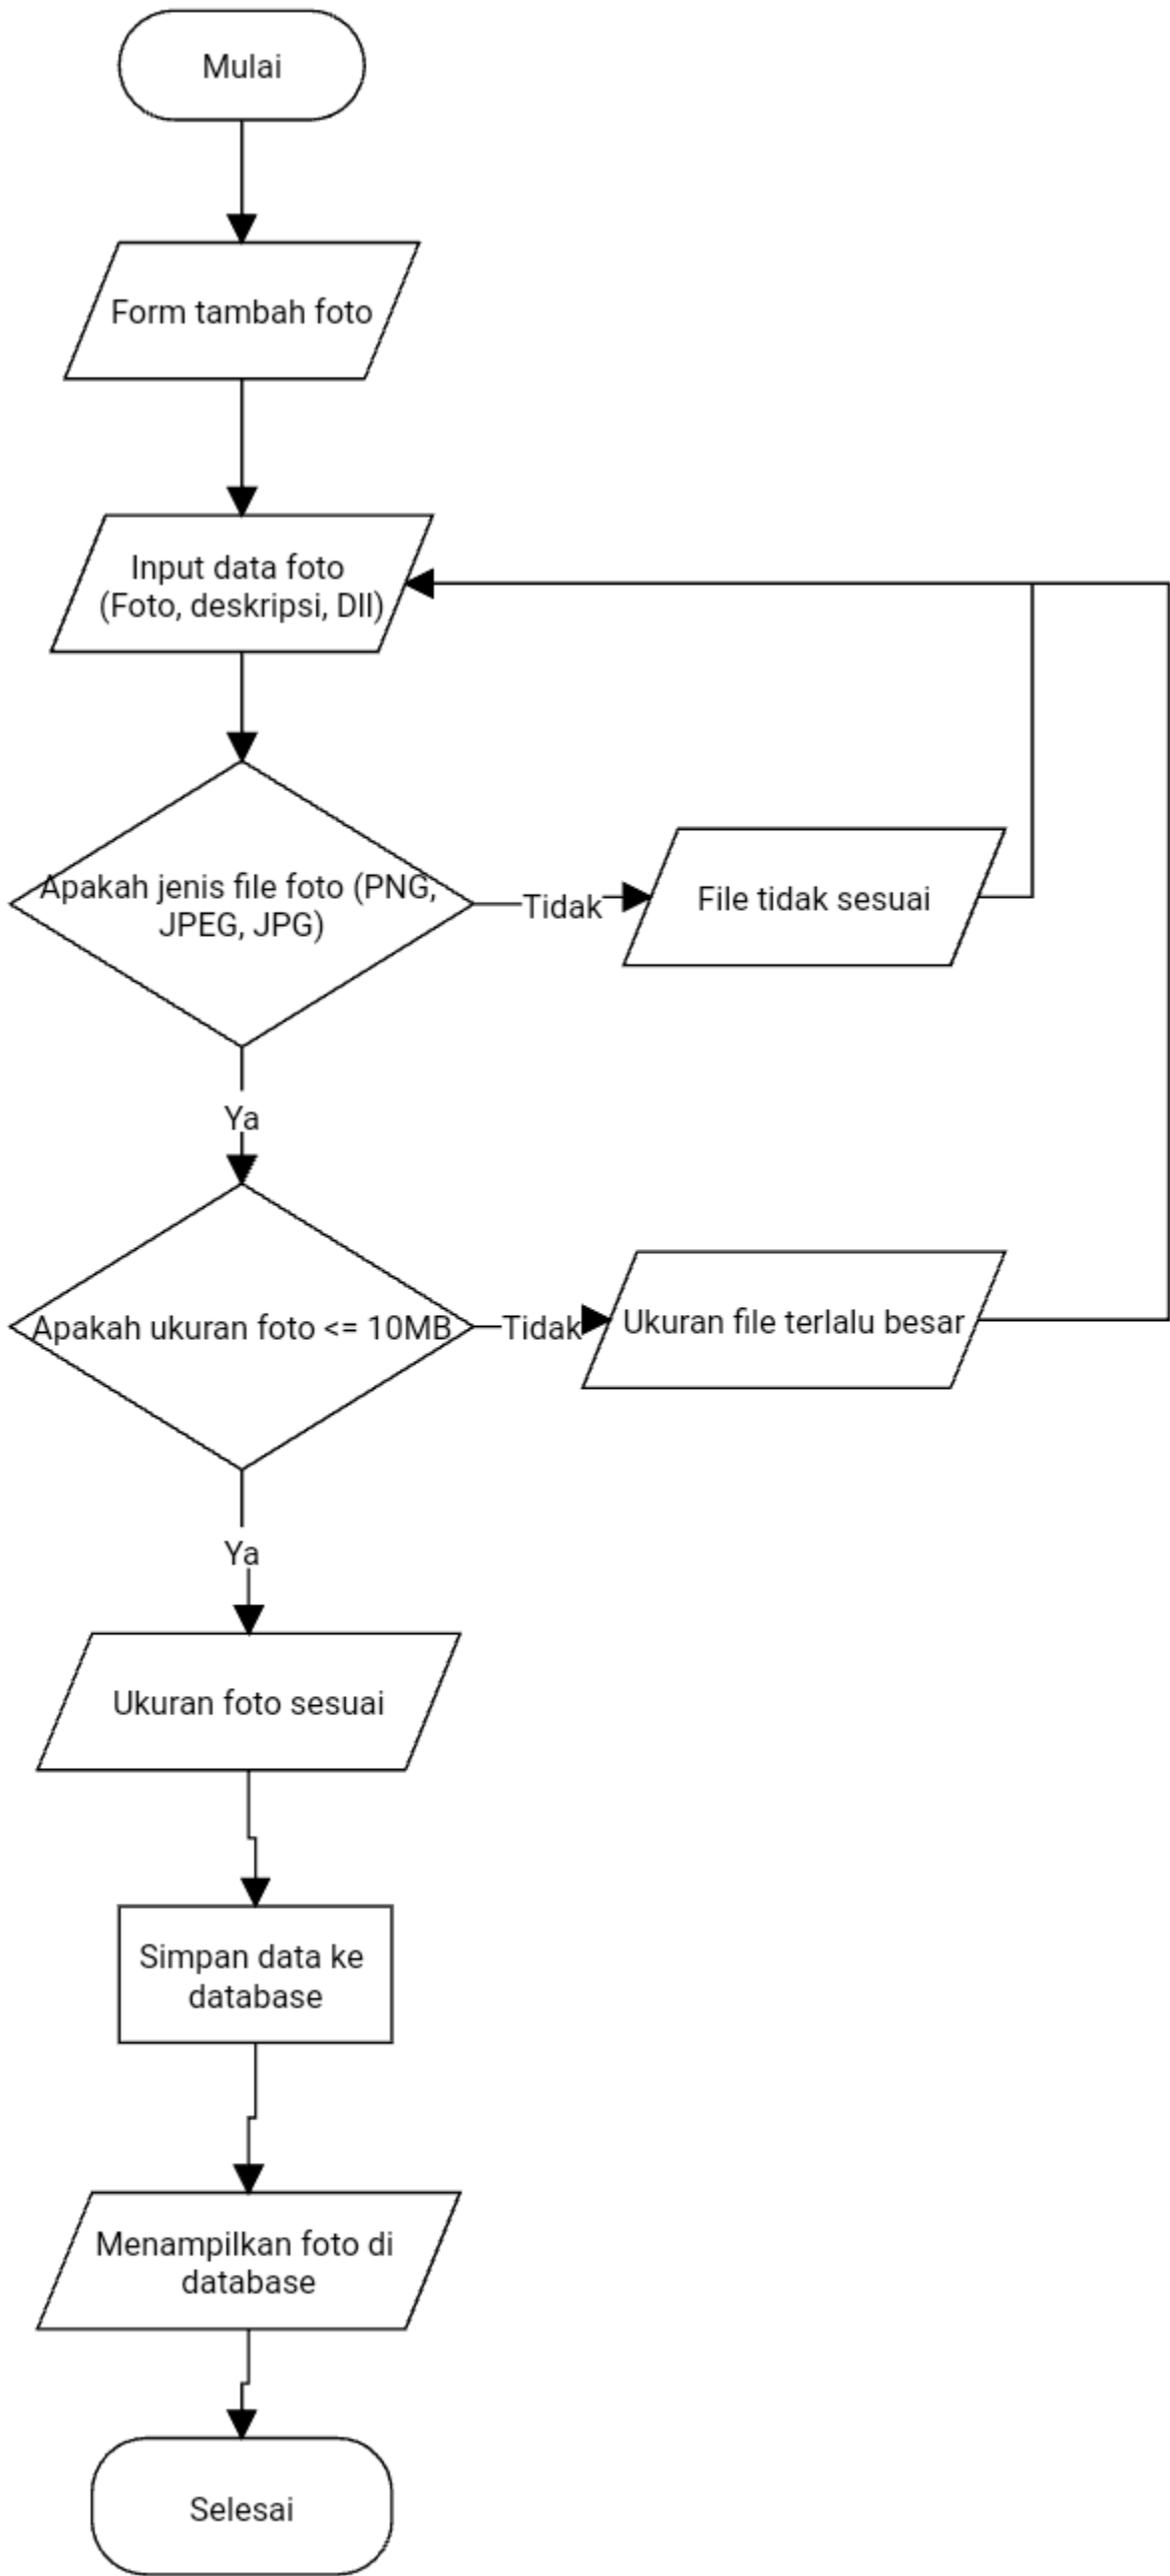 Mulai
Form tambah foto
Input data foto
(Foto, deskripsi, Dll)
Apakah jenis file foto (PNG,
JPEG, JPG)
Tidak
File tidak sesuai
Ya
Apakah ukuran foto <= 10MB
Tidak
Ukuran file terlalu besar
Ya
Ukuran foto sesuai
Simpan data ke
database
Menampilkan foto di
database
Selesai